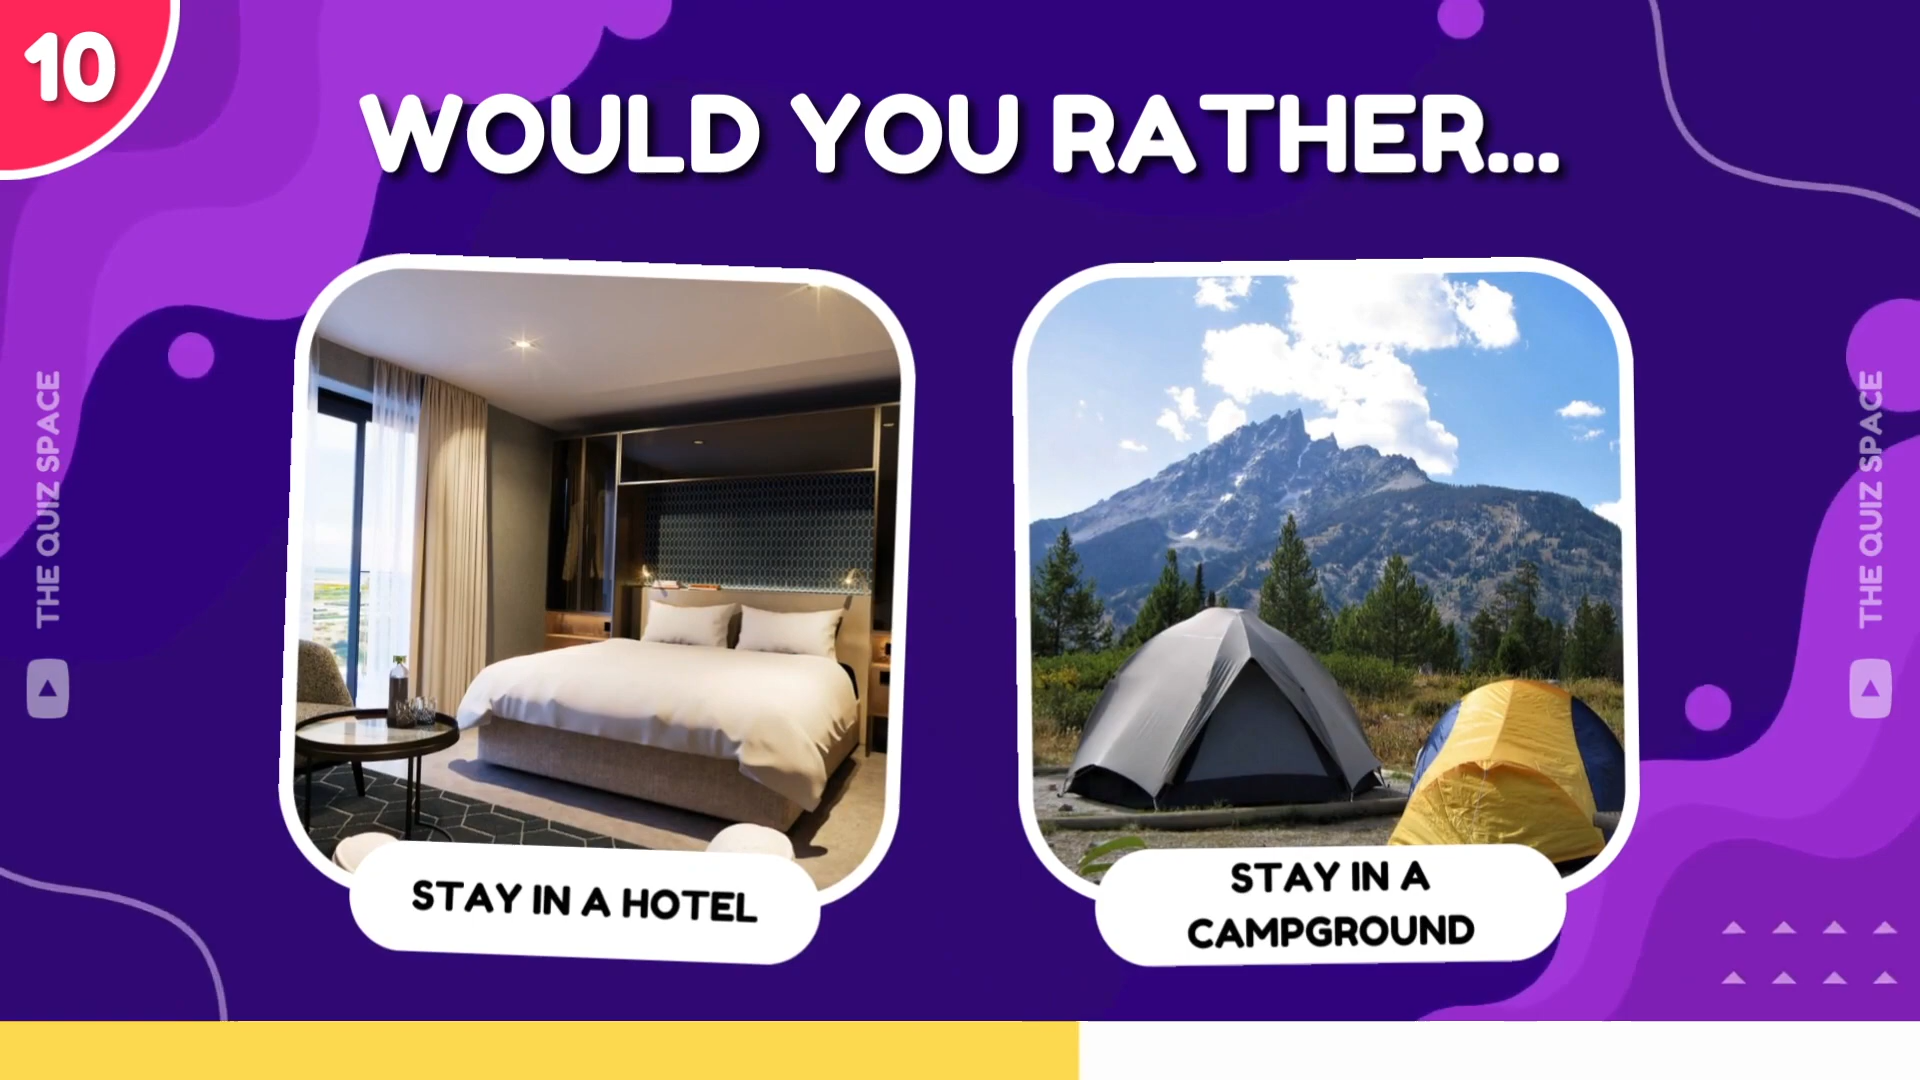 10
WOULD YOU RATHER...
THE QUIZ SPACE
THE QUIZ SPACE
STAY IN A HOTEL
STAY IN A
CAMPGROUND